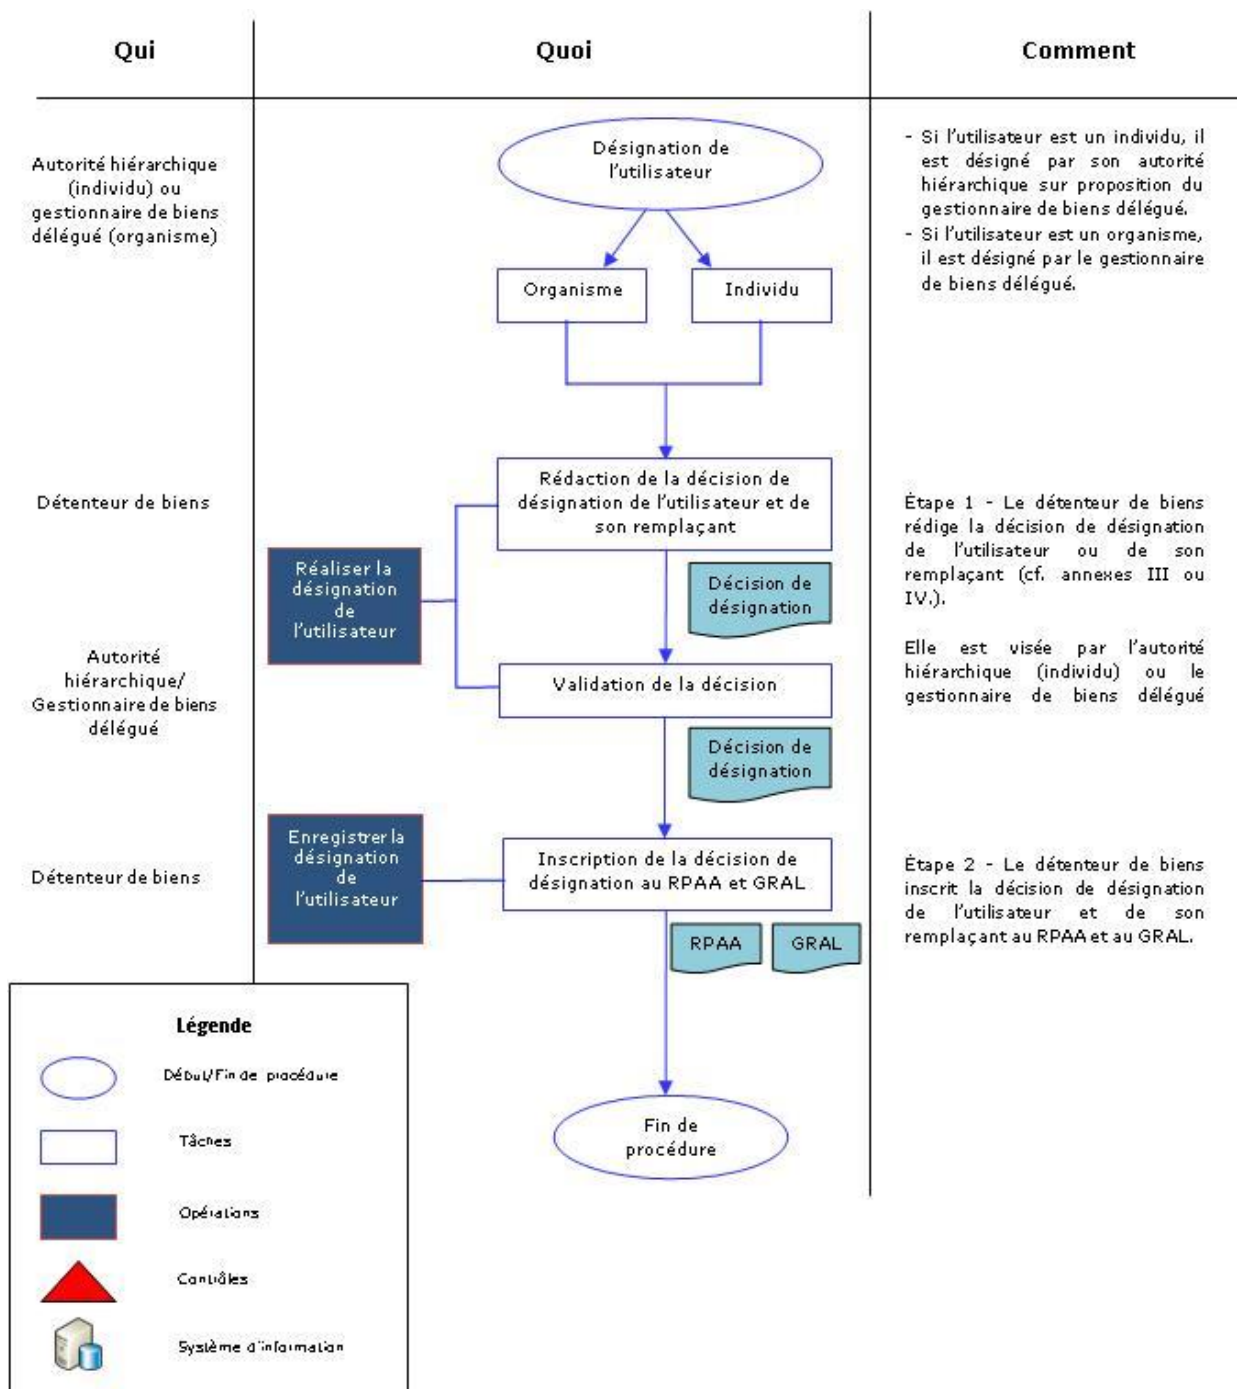 Qui
Quoi
Comment
Autorité hiérarchique
(individu) ou
gestionnaire de biens
délégué (organisme)
Désignation de
l'utilisateur
- Si l'utilisateur est un individu, il
est désigné par son autorité
hiérarchique sur proposition du
gestionnaire de biens délégué.
- Si l'utilisateur est un organisme,
il est désigné par le gestionnaire
de biens délégué.
Organisme
Individu
Détenteur de biens
Rédaction de la décision de
désignation de l'utilisateur et de
son remplaçant
Étape 1 - Le détenteur de biens
rédige la décision de désignation
de l'utilisateur ou de son
remplaçant (cf. annexes III ou
IV.).
Réaliser la
désignation
de
l'utilisateur
Décision de
désignation
Autorité
hiérarchique/
Gestionnaire de biens
délégué
Validation de la décision
Elle est visée par l'autorité
hiérarchique (individu) ou le
gestionnaire de biens délégué
Décision de
désignation
Détenteur de biens
Enregistrer la
désignation
de
l'utilisateur
Inscription de la décision de
désignation au RPAA et GRAL
Étape 2 - Le détenteur de biens
inscrit la décision de désignation
de l'utilisateur et de son
remplaçant au RPAA et au GRAL.
RPAA
GRAL
Fin de
procédure
Légende
Début/Fin de procédure
Tâches
Opérations
Contrôles
Système d'information